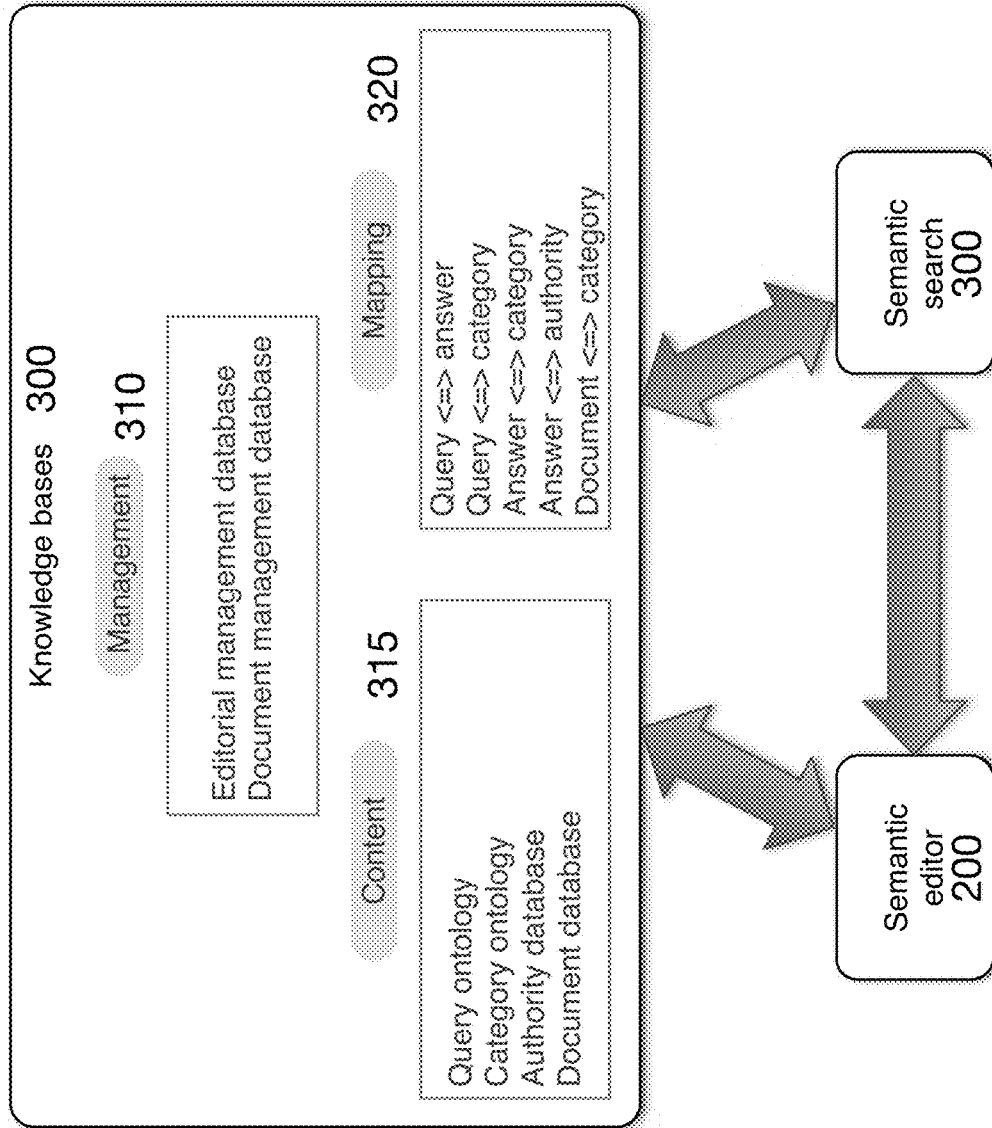 Knowledge bases 300
Management 310
Editorial management database
Document management database
Content 315
Query ontology
Category ontology
Authority database
Document database
Mapping 320
Query <=> answer
Query <=> category
Answer <=> category
Answer <=> authority
Document <=> category
Semantic
editor
200
Semantic
search
300